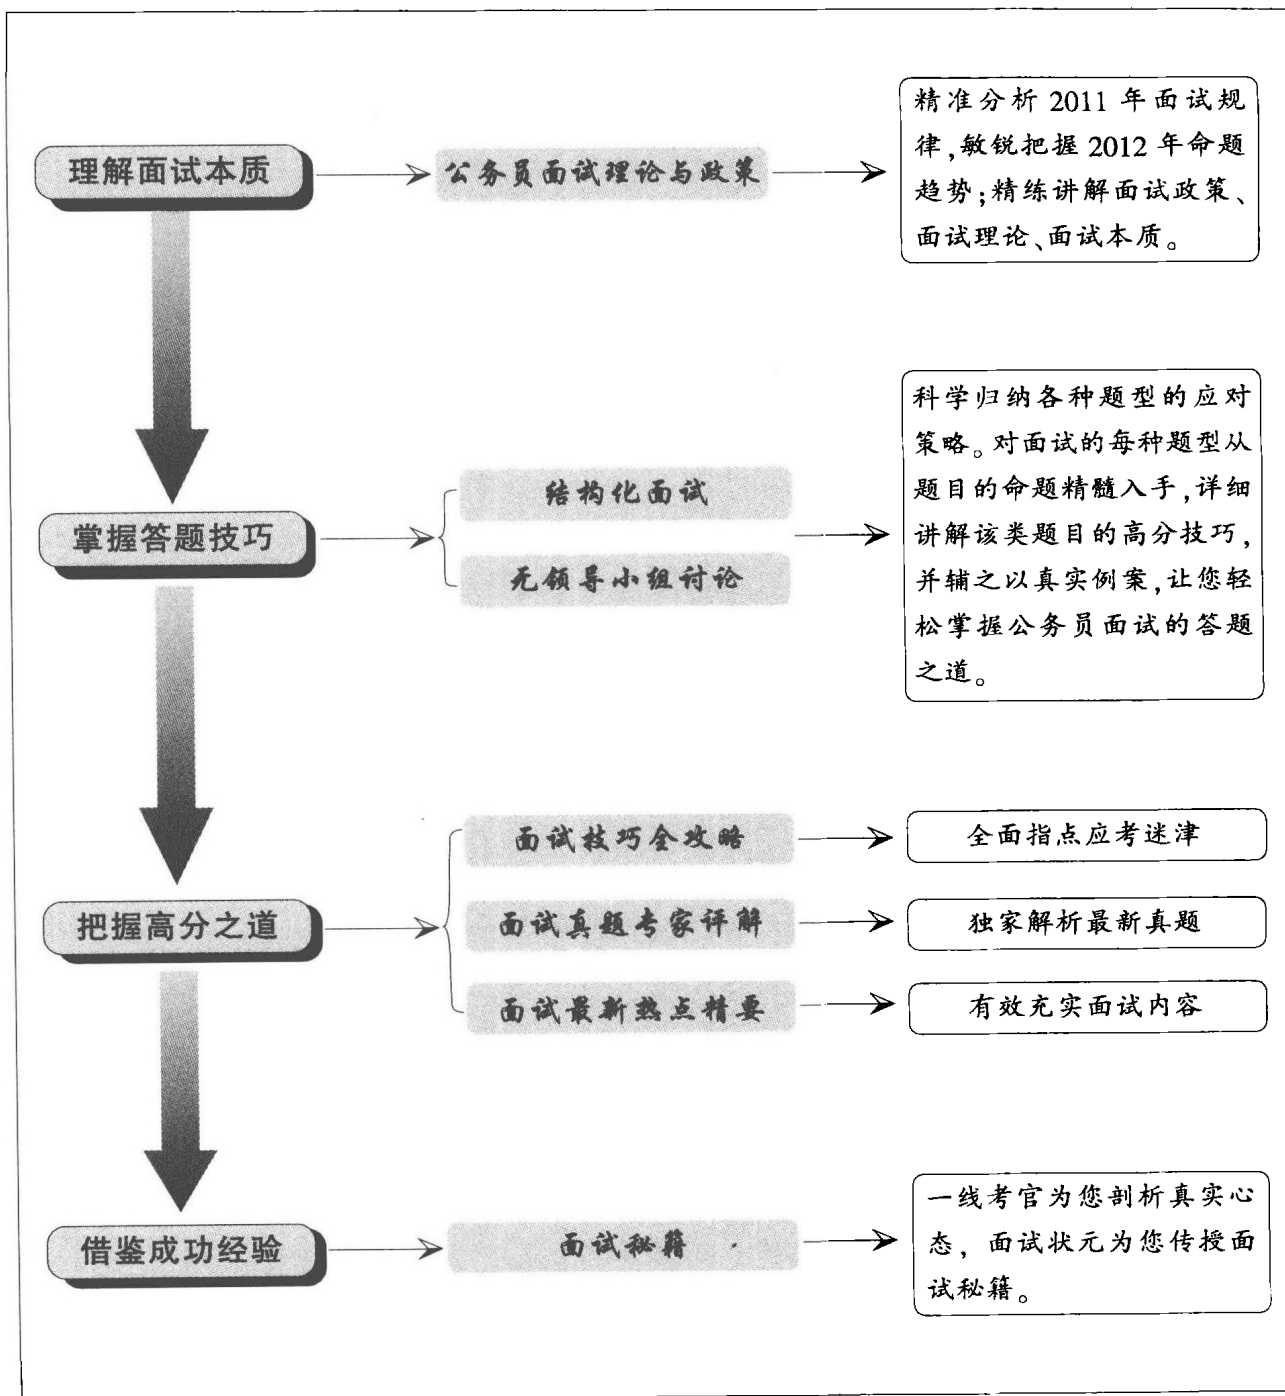 理解面试本质
公务员面试理论与政策
精准分析 2011 年面试规
律,敏锐把握 2012 年命题
趋势;精练讲解面试政策、
面试理论、面试本质。
掌握答题技巧
结构化面试
无领导小组讨论
科学归纳各种题型的应对
策略。对面试的每种题型从
题目的命题精髓入手,详细
讲解该类题目的高分技巧,
并辅之以真实例案,让您轻
松掌握公务员面试的答题
之道。
把握高分之道
面试技巧全攻略
全面指点应考迷津
面试真题专家评解
独家解析最新真题
面试最新热点精要
有效充实面试内容
借鉴成功经验
面试秘籍
一线考官为您剖析真实心
态，面试状元为您传授面
试秘籍。